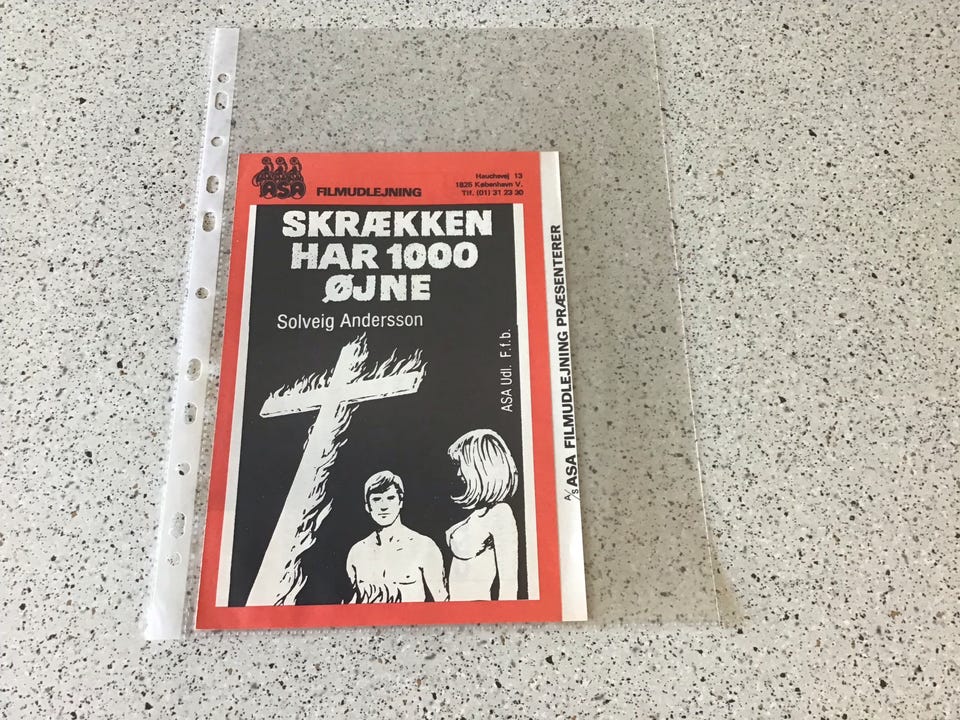 ASA
FILMUDLEJNING
Hauchsvej 13
1825 København V.
Tlf. (01) 31 23 30
SKRÆKKEN
HAR 1000
ØJNE
Solveig Andersson
ASA Udl. F.f.b.
A/S ASA FILMUDLEJNING PRÆSENTERER